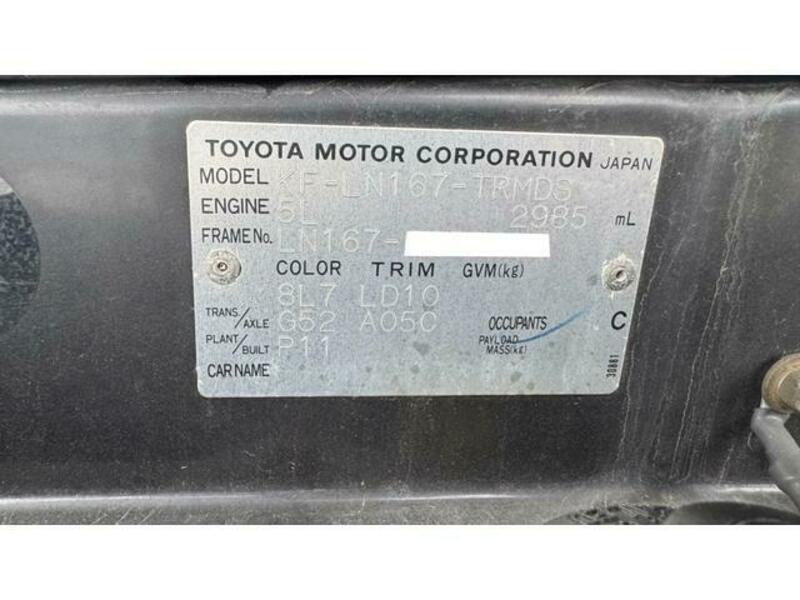 TOYOTA MOTOR CORPORATION JAPAN
MODEL KF-LN167-TRMDS
ENGINE 5L 2985 mL
FRAME No. LN167-
COLOR TRIM GVM(kg)
8L7 LD10
TRANS./AXLE G52 A05C OCCUPANTS C
PLANT/BUILT P11 PAYLOAD MASS(kg)
CAR NAME
30881